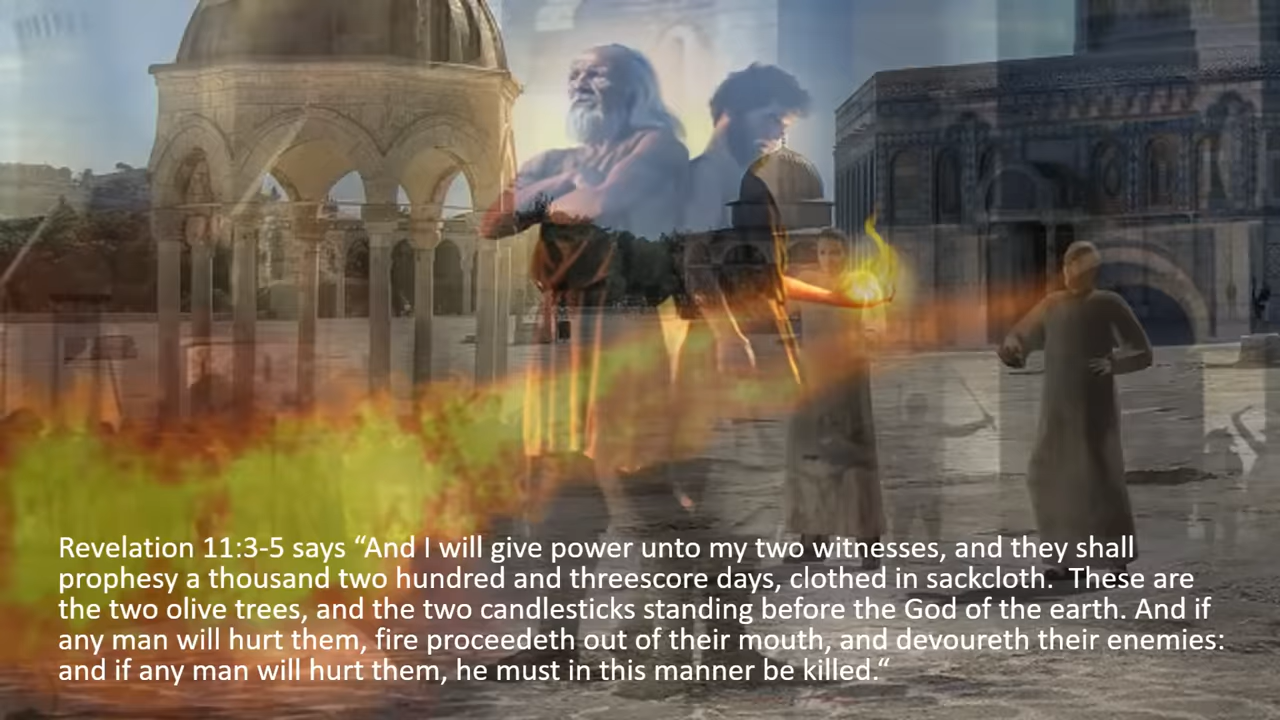 Revelation 11:3-5 says “And I will give power unto my two witnesses, and they shall
prophesy a thousand two hundred and threescore days, clothed in sackcloth.  These are
the two olive trees, and the two candlesticks standing before the God of the earth. And if
any man will hurt them, fire proceedeth out of their mouth, and devoureth their enemies:
and if any man will hurt them, he must in this manner be killed.“